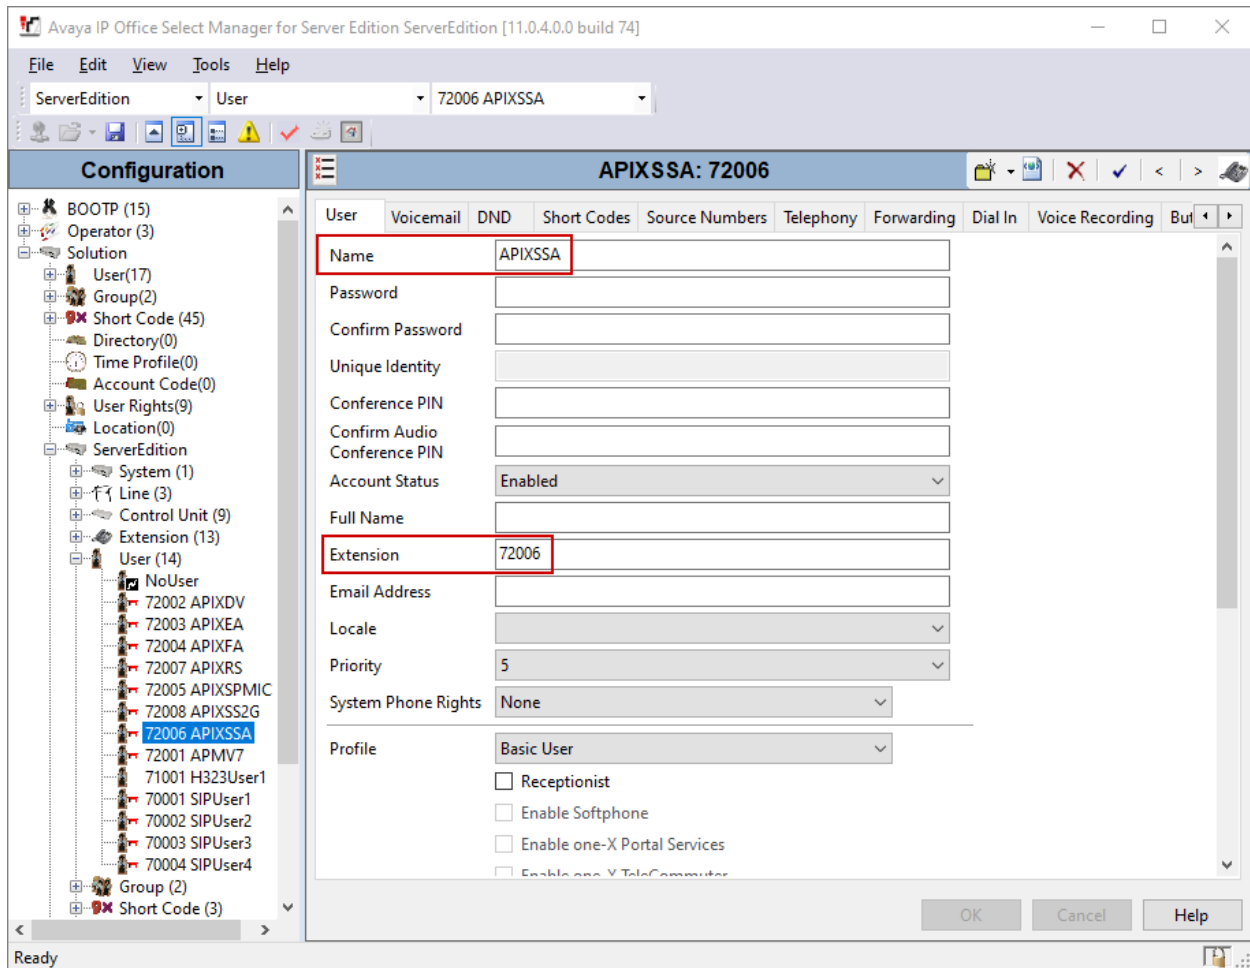 Avaya IP Office Select Manager for Server Edition ServerEdition [11.0.4.0.0 build 74]
File Edit View Tools Help
ServerEdition User 72006 APIXSSA
Configuration
BOOTP (15)
Operator (3)
Solution
User(17)
Group(2)
Short Code (45)
Directory(0)
Time Profile(0)
Account Code(0)
User Rights(9)
Location(0)
ServerEdition
System (1)
Line (3)
Control Unit (9)
Extension (13)
User (14)
NoUser
72002 APIXDV
72003 APIXEA
72004 APIXFA
72007 APIXRS
72005 APIXSPMIC
72008 APIXSS2G
72006 APIXSSA
72001 APMV7
71001 H323User1
70001 SIPUser1
70002 SIPUser2
70003 SIPUser3
70004 SIPUser4
Group (2)
Short Code (3)
APIXSSA: 72006
User Voicemail DND Short Codes Source Numbers Telephony Forwarding Dial In Voice Recording But
Name APIXSSA
Password
Confirm Password
Unique Identity
Conference PIN
Confirm Audio
Conference PIN
Account Status Enabled
Full Name
Extension 72006
Email Address
Locale
Priority 5
System Phone Rights None
Profile Basic User
Receptionist
Enable Softphone
Enable one-X Portal Services
Enable one-X TeleCommuter
OK Cancel Help
Ready